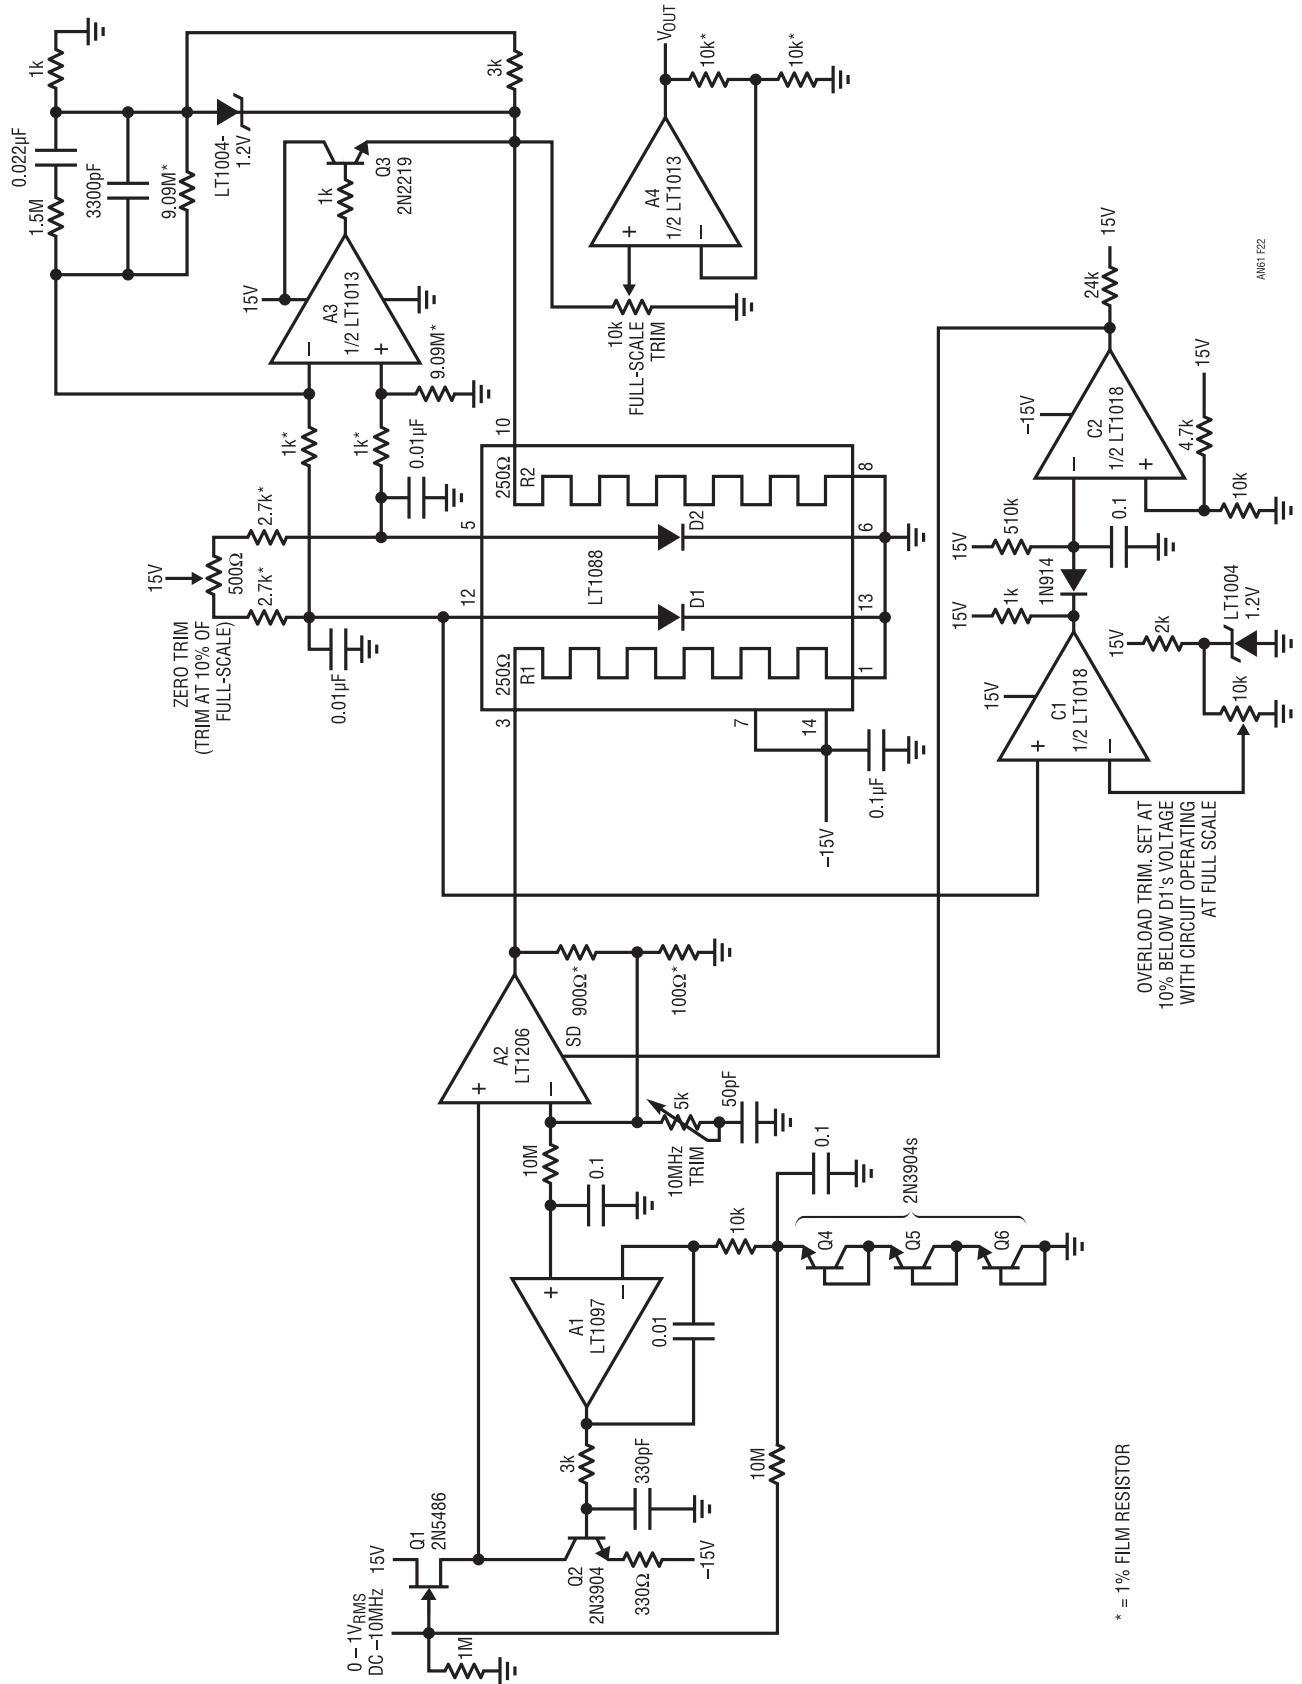 0.022µF
1k
1.5M
3300pF
9.09M*
LT1004-
1.2V
3k
15V
1k
Q3
2N2219
A3
1/2 LT1013
−
+
9.09M*
1k*
1k*
0.01µF
VOUT
10k*
10k*
A4
1/2 LT1013
+
−
10k
FULL-SCALE
TRIM
15V
500Ω
2.7k*
2.7k*
ZERO TRIM
(TRIM AT 10% OF
FULL-SCALE)
0.01µF
5
12
10
250Ω
R2
D2
LT1088
D1
250Ω
R1
3
8
6
13
1
7
14
−15V
0.1µF
15V
24k
−15V
C2
1/2 LT1018
−
+
4.7k
15V
10k
15V
510k
0.1
1N914
15V
1k
15V
C1
1/2 LT1018
+
−
15V
2k
LT1004
1.2V
10k
OVERLOAD TRIM. SET AT
10% BELOW D1's VOLTAGE
WITH CIRCUIT OPERATING
AT FULL SCALE
AN61 F22
A2
LT1206
+
−
SD
900Ω*
100Ω*
10M
0.1
10MHz
TRIM
5k
50pF
A1
LT1097
+
−
0.01
10k
0.1
2N3904s
Q4
Q5
Q6
3k
330pF
10M
15V
Q1
2N5486
Q2
2N3904
330Ω
−15V
0 – 1VRMS
DC –10MHz
1M
* = 1% FILM RESISTOR